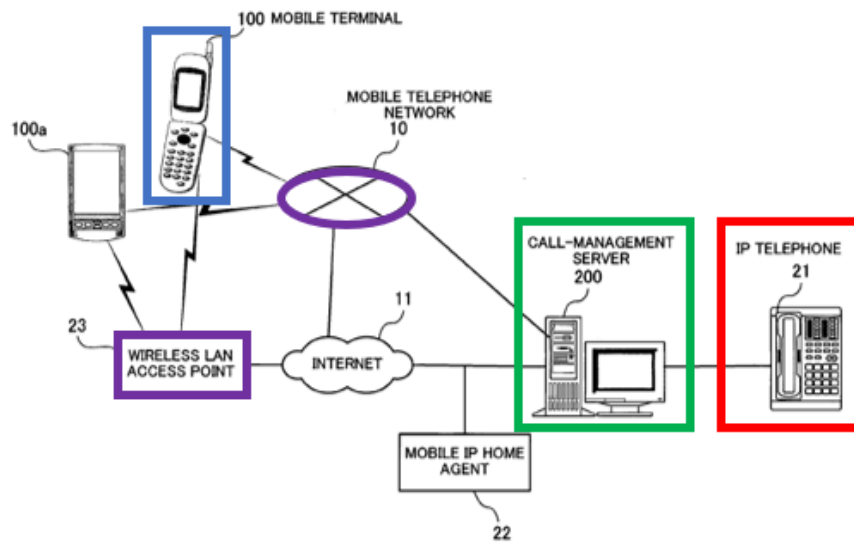 100 MOBILE TERMINAL
MOBILE TELEPHONE
NETWORK
10
100a
CALL-MANAGEMENT
SERVER
200
IP TELEPHONE
21
23
11
WIRELESS LAN
ACCESS POINT
INTERNET
MOBILE IP HOME
AGENT
22